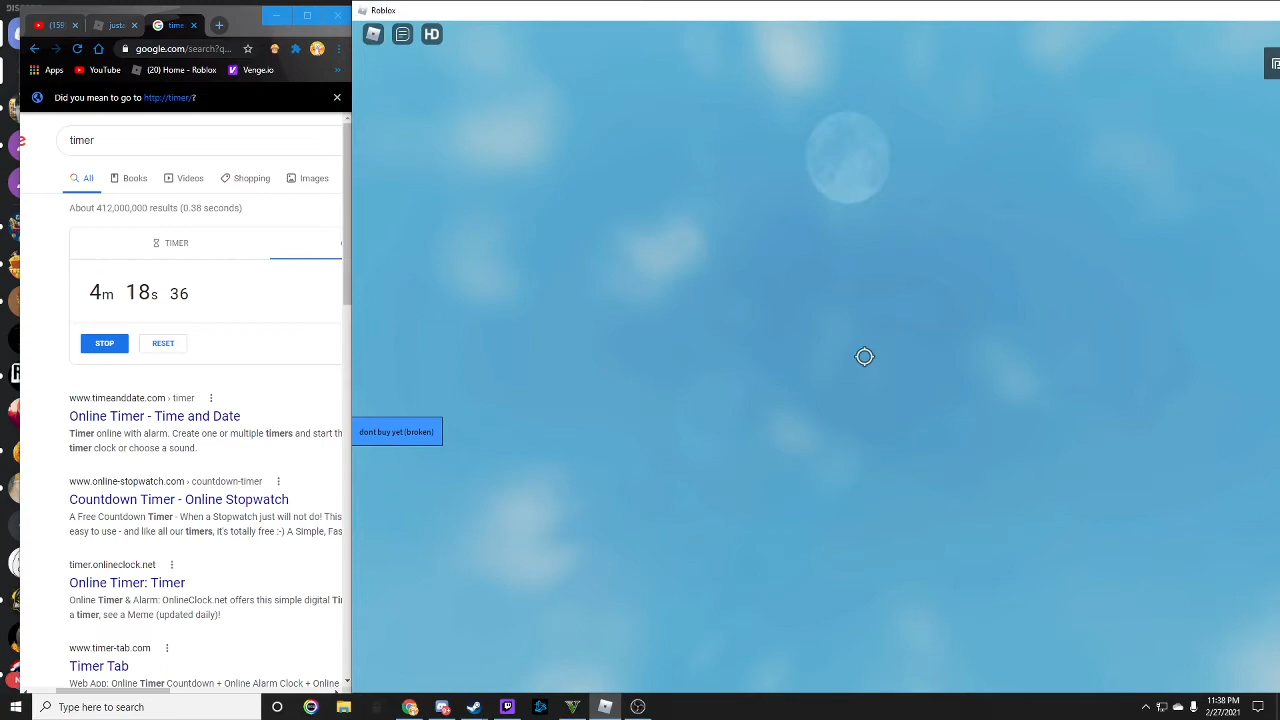 Roblox
(159
justa
time
google.com/search?q...
Apps
YouTube
(20) Home - Roblox
Venge.io
»
HD
Did you mean to go to http://timer/?
timer
All
Books
Videos
Shopping
Images
About 412,000,000 results (0.38 seconds)
TIMER
4m 18s 36
STOP
RESET
www.timeanddate.com › timer
Online Timer - Time and Date
Timer online with alarm. Create one or multiple timers and start th
timer clock or choose a sound.
dont buy yet (broken)
www.online-stopwatch.com › countdown-timer
Countdown Timer - Online Stopwatch
A Free Countdown Timer - When a Stopwatch just will not do! This
easy to use - and like all our timers, it's totally free :-) A Simple, Fas
timer.onlineclock.net
Online Timer: Timer
Online Timer & Alarm: OnlineClock.net offers this simple digital Ti
a timer, see a Meme (updated daily)!
www.timer-tab.com
Timer Tab
Web App: Online Timer Countdown + Online Alarm Clock + Online
Type here to search
11:38 PM
2/27/2021